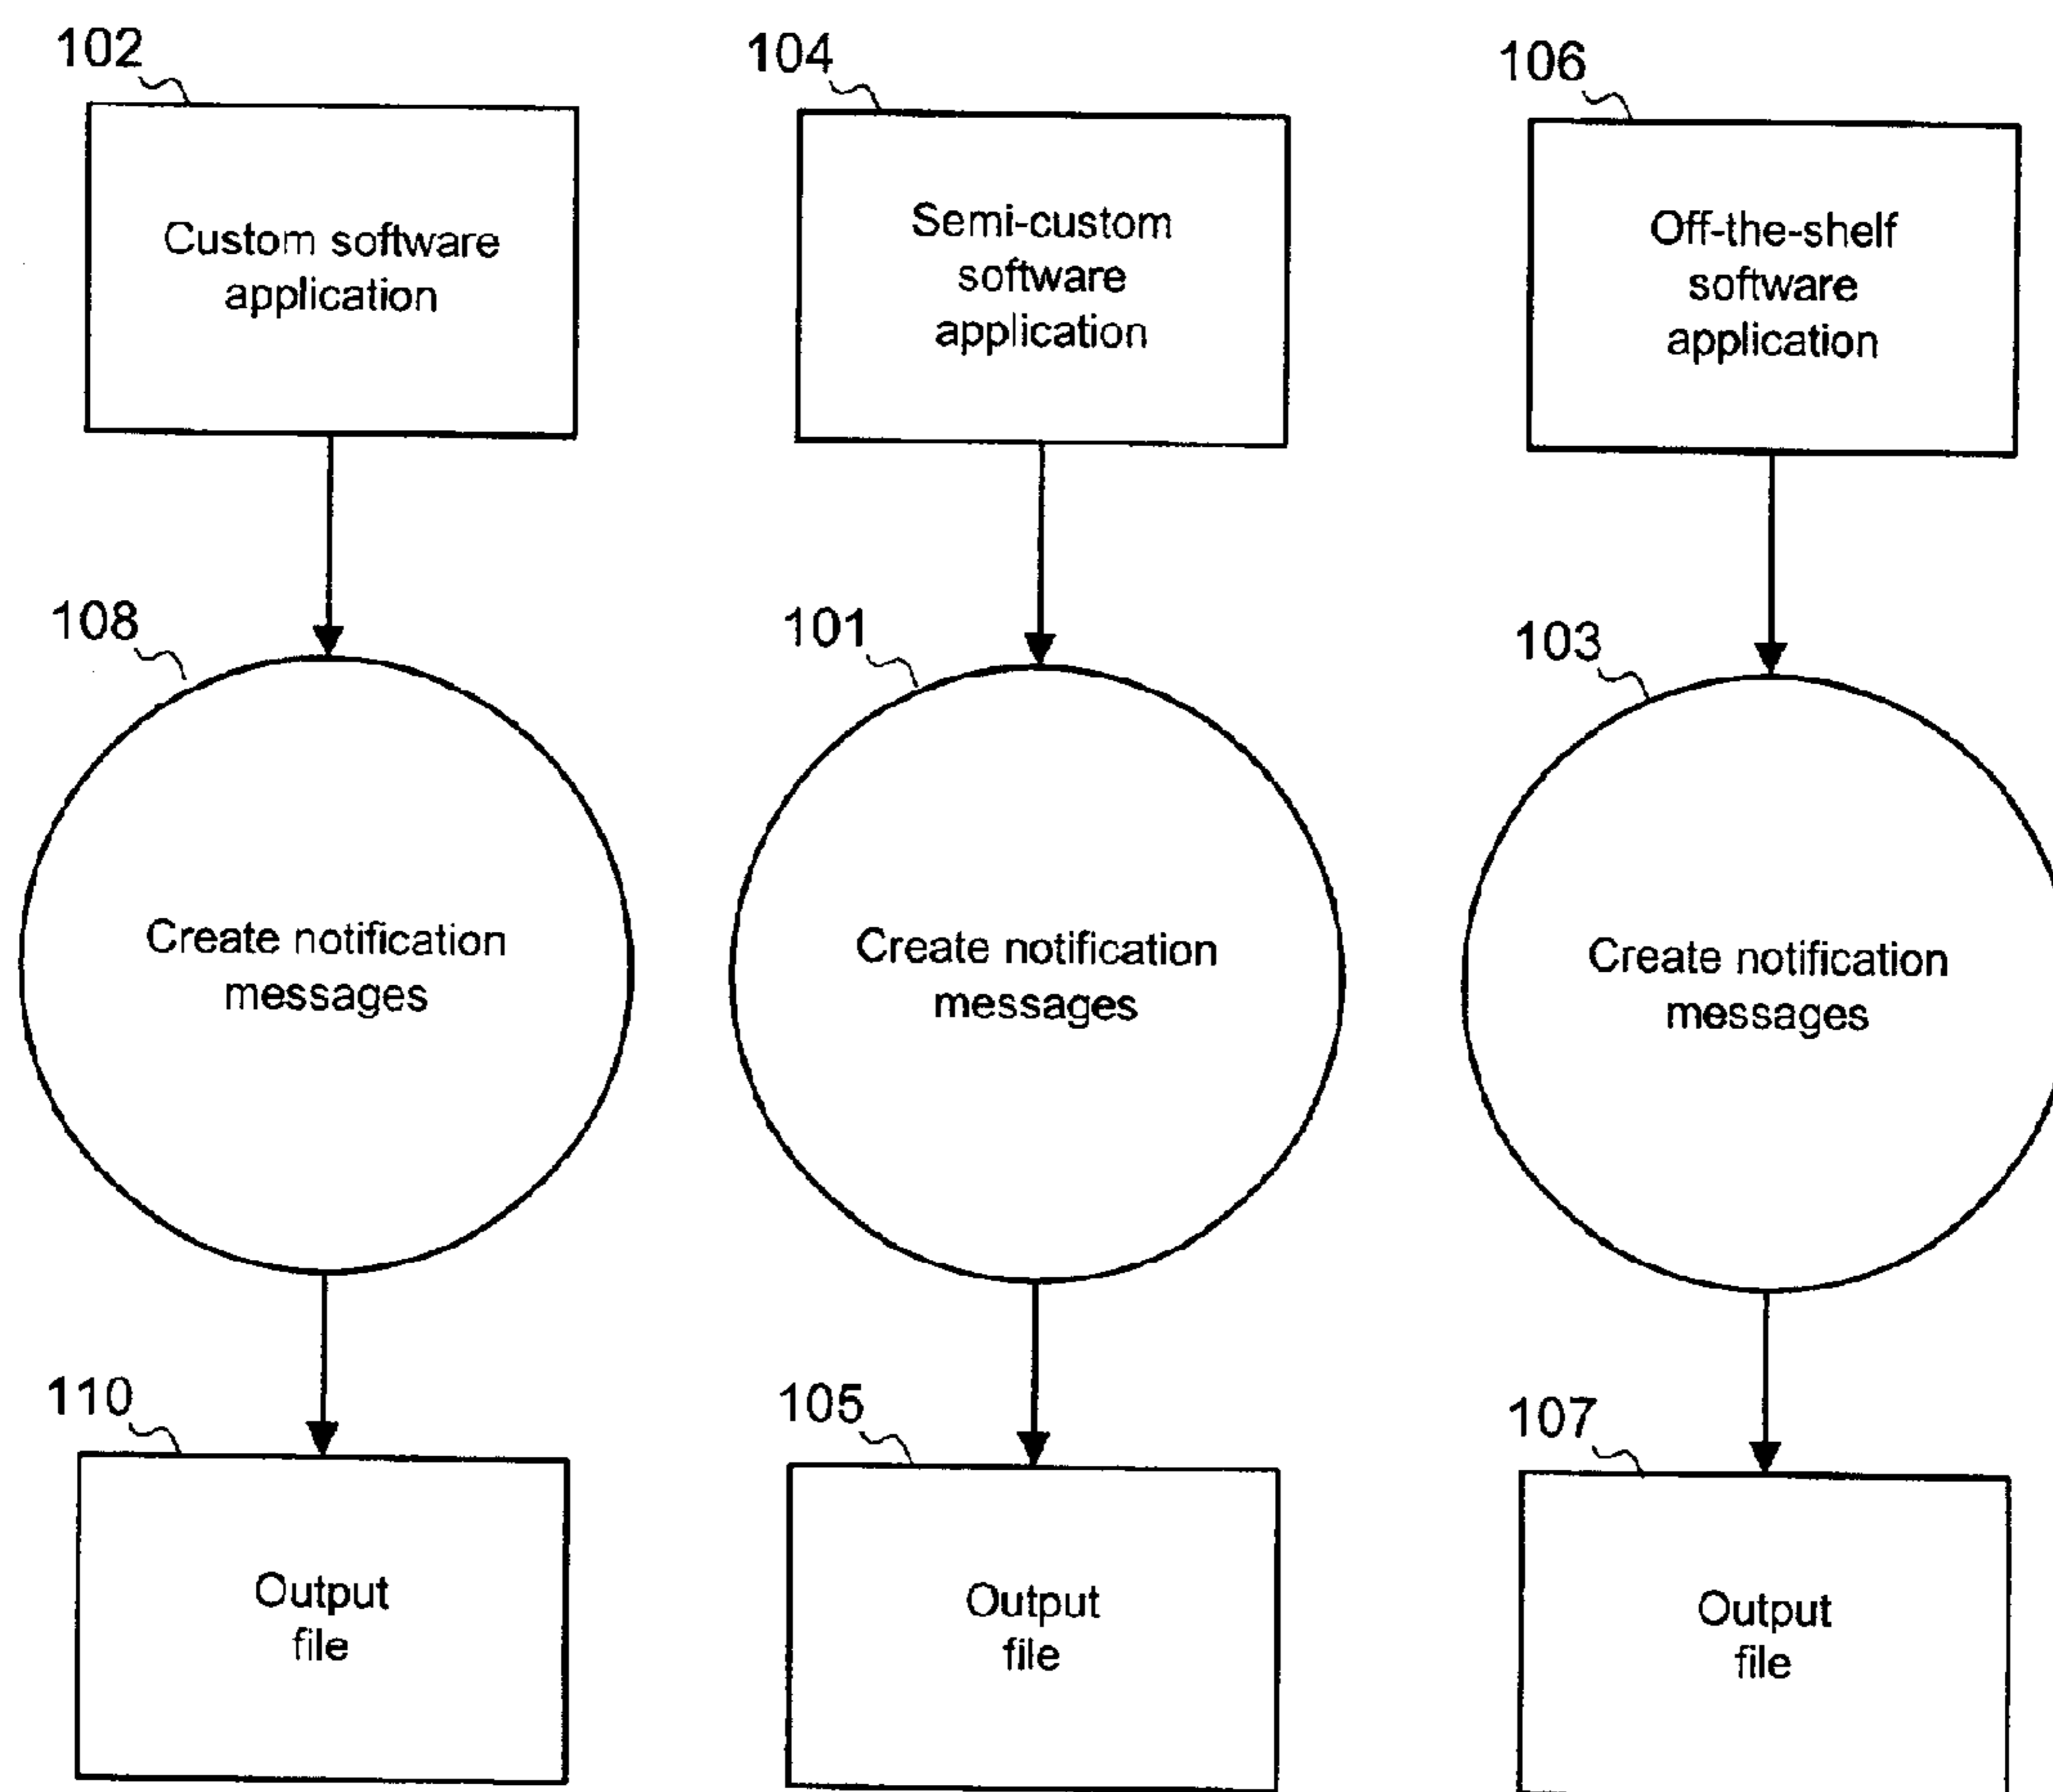 102
104
106
Custom software
application
Semi-custom
software
application
Off-the-shelf
software
application
108
101
103
Create notification
messages
Create notification
messages
Create notification
messages
110
105
107
Output
file
Output
file
Output
file